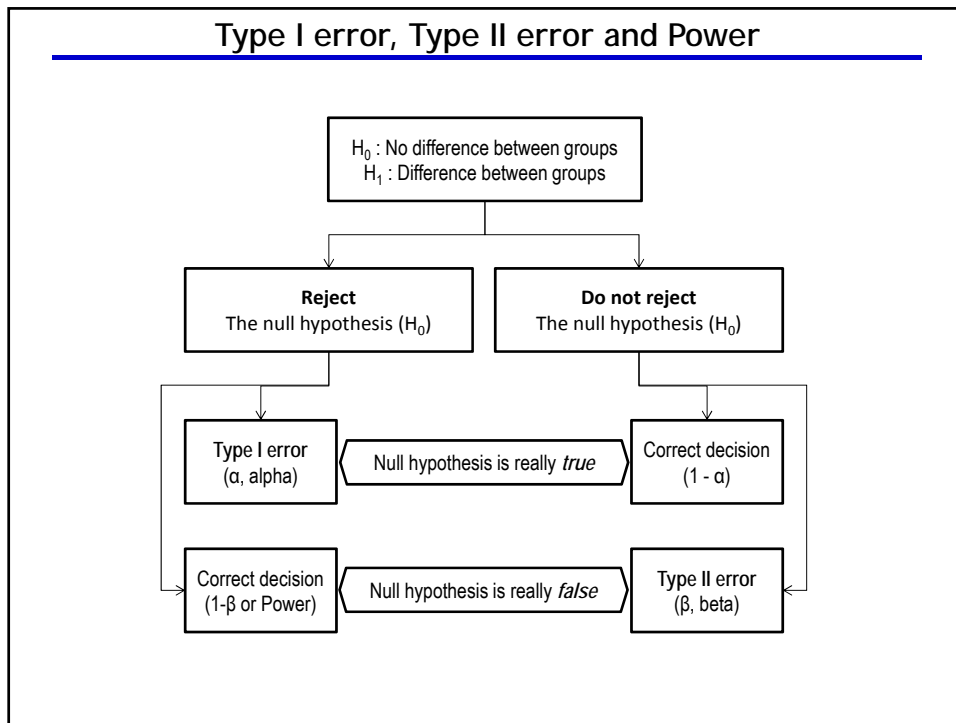 Type I error, Type II error and Power
H₀ : No difference between groups
H₁ : Difference between groups
Reject
The null hypothesis (H₀)
Do not reject
The null hypothesis (H₀)
Type I error
(α, alpha)
Null hypothesis is really true
Correct decision
(1 - α)
Correct decision
(1-β or Power)
Null hypothesis is really false
Type II error
(β, beta)